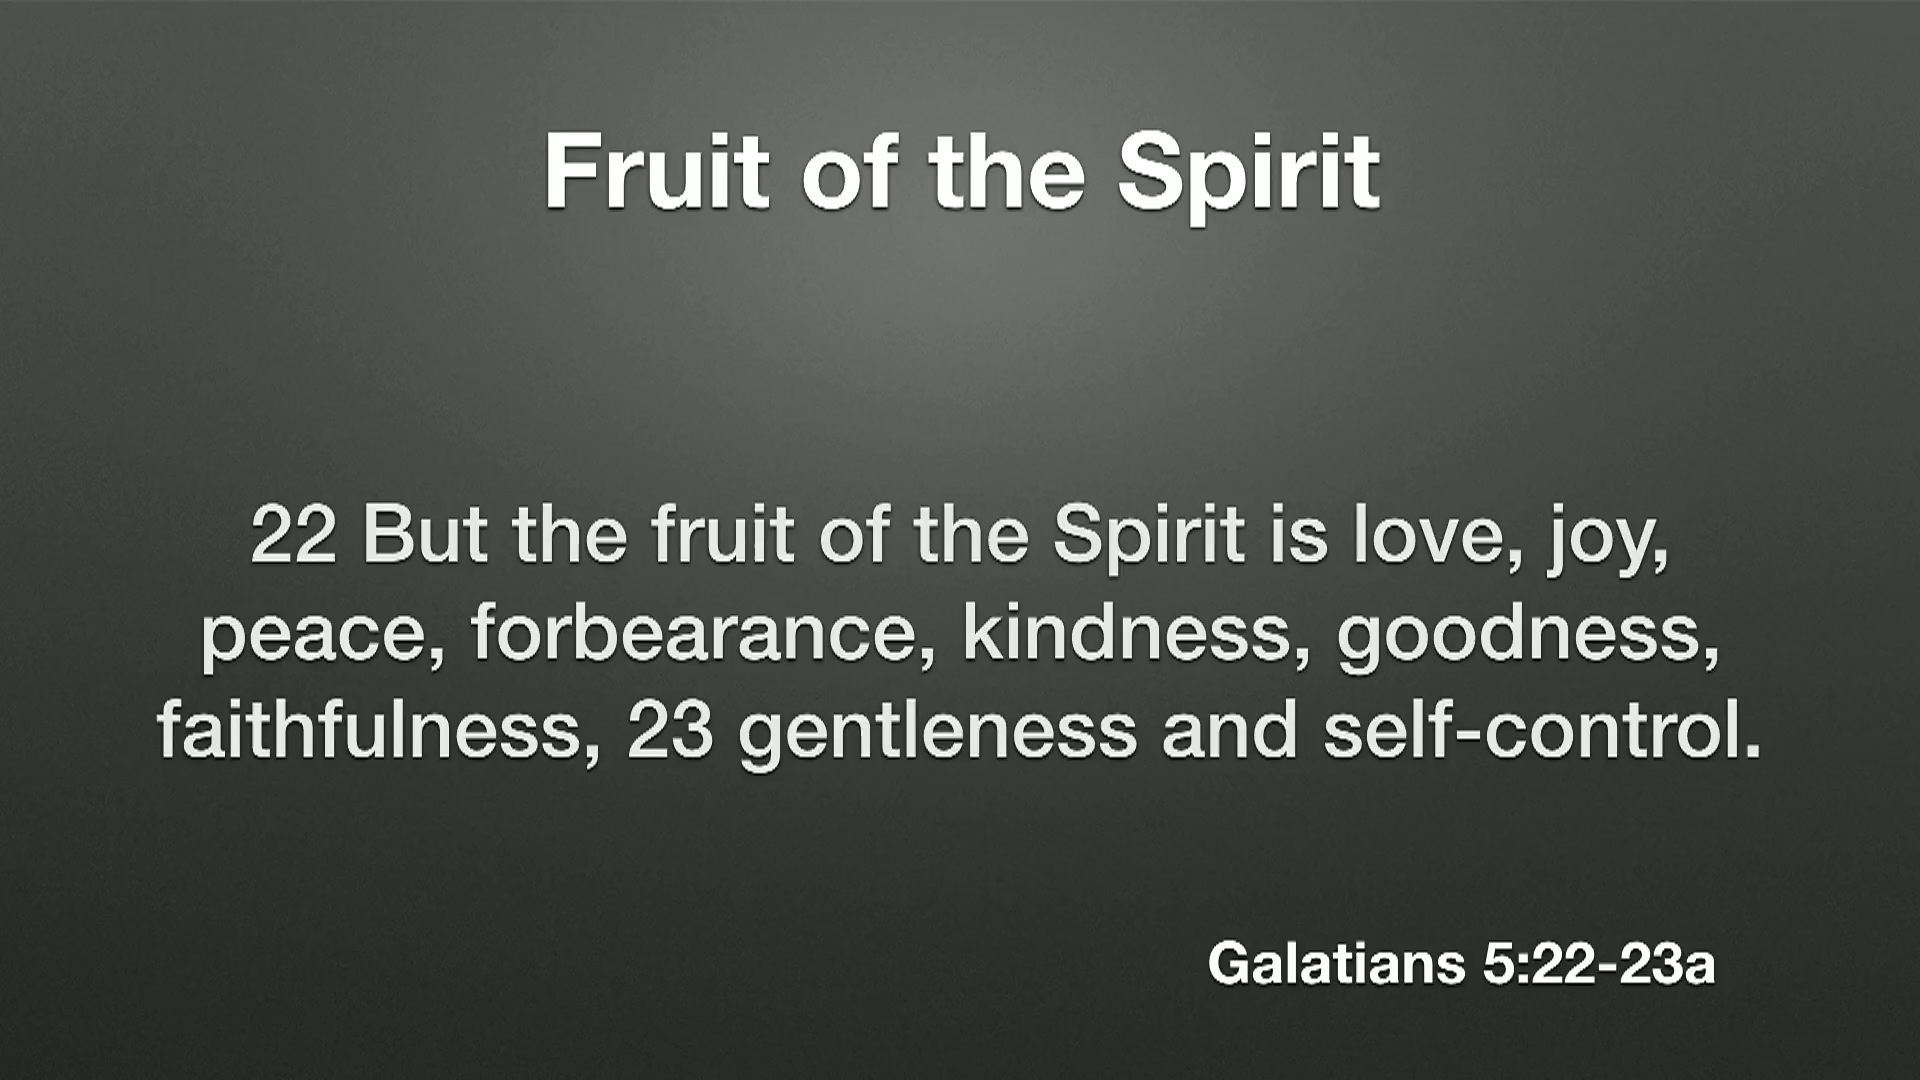 Fruit of the Spirit
22 But the fruit of the Spirit is love, joy,
peace, forbearance, kindness, goodness,
faithfulness, 23 gentleness and self-control.
Galatians 5:22-23a